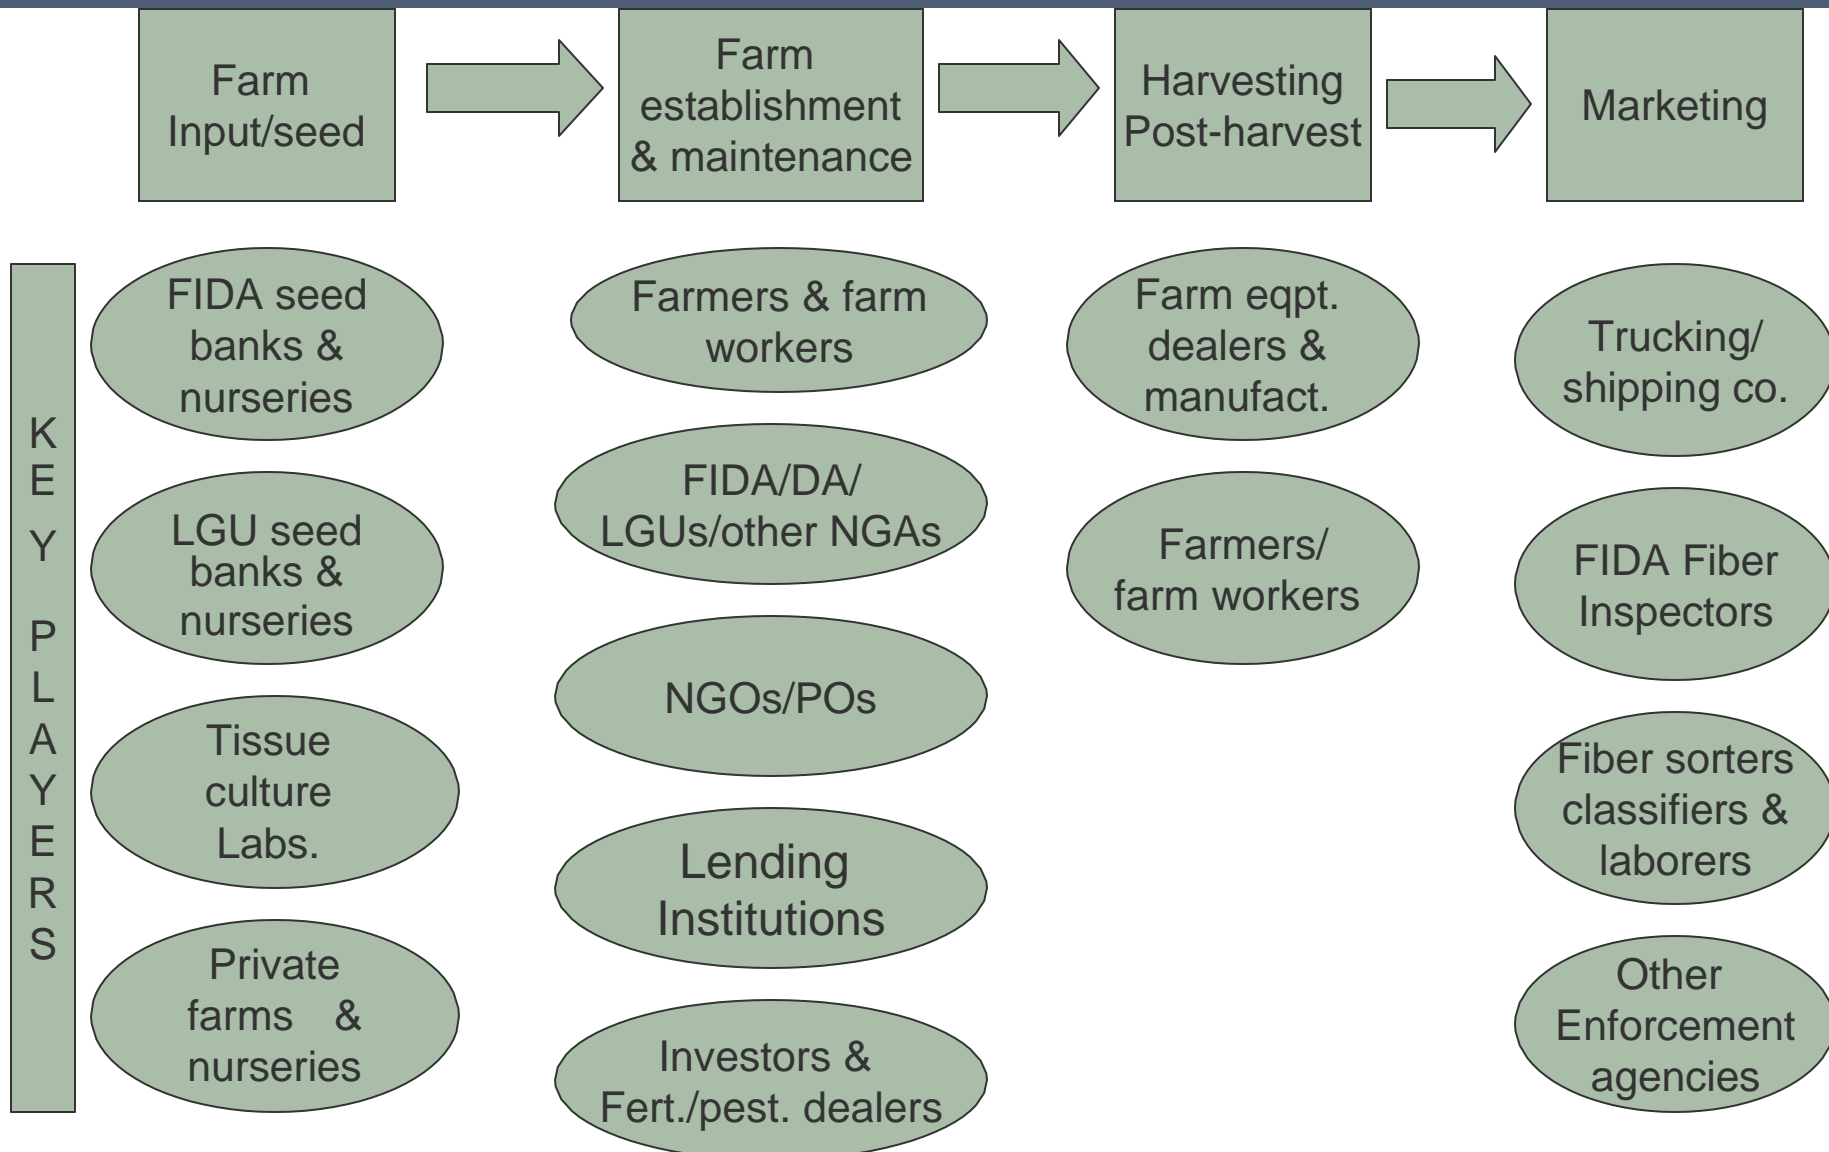 Farm
Input/seed
Farm
establishment
& maintenance
Harvesting
Post-harvest
Marketing
K
E
Y
P
L
A
Y
E
R
S
FIDA seed
banks &
nurseries
LGU seed
banks &
nurseries
Tissue
culture
Labs.
Private
farms &
nurseries
Farmers & farm
workers
FIDA/DA/
LGUs/other NGAs
NGOs/POs
Lending
Institutions
Investors &
Fert./pest. dealers
Farm eqpt.
dealers &
manufact.
Farmers/
farm workers
Trucking/
shipping co.
FIDA Fiber
Inspectors
Fiber sorters
classifiers &
laborers
Other
Enforcement
agencies